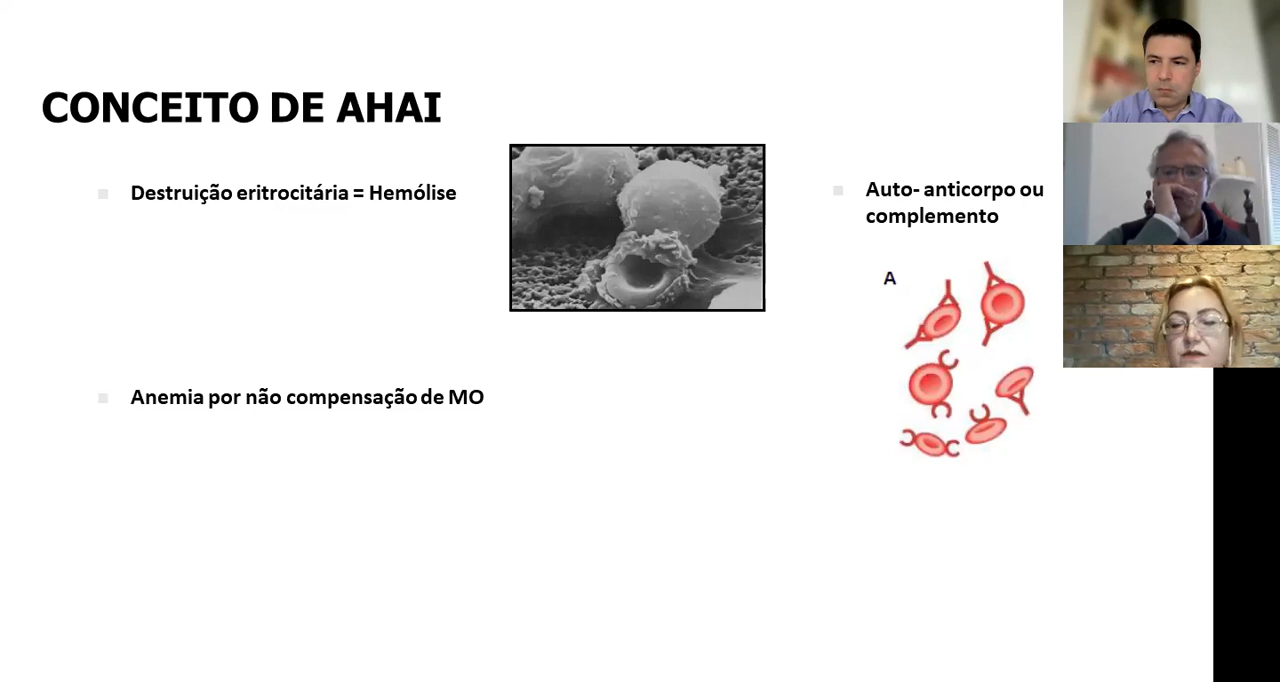 CONCEITO DE AHAI
Destruição eritrocitária = Hemólise
Anemia por não compensação de MO
Auto- anticorpo ou
complemento
A